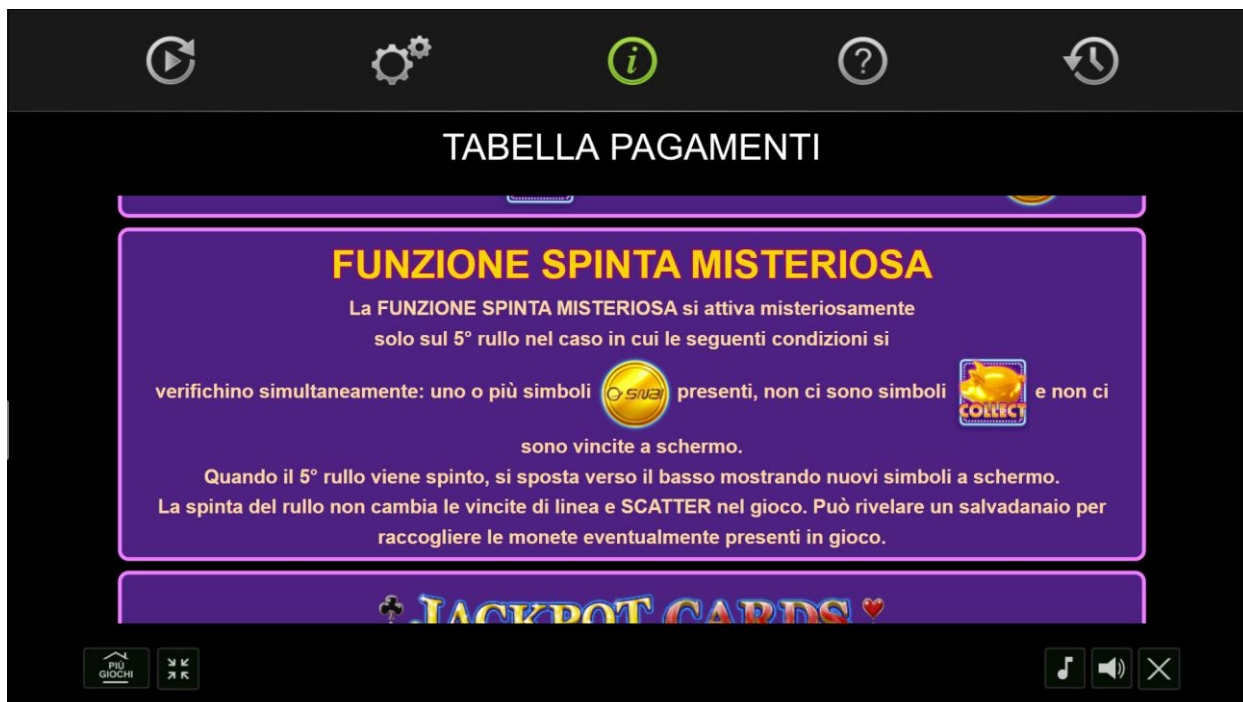 TABELLA PAGAMENTI
FUNZIONE SPINTA MISTERIOSA
La FUNZIONE SPINTA MISTERIOSA si attiva misteriosamente
solo sul 5° rullo nel caso in cui le seguenti condizioni si
verifichino simultaneamente: uno o più simboli SNAI presenti, non ci sono simboli COLLECT e non ci
sono vincite a schermo.
Quando il 5° rullo viene spinto, si sposta verso il basso mostrando nuovi simboli a schermo.
La spinta del rullo non cambia le vincite di linea e SCATTER nel gioco. Può rivelare un salvadanaio per
raccogliere le monete eventualmente presenti in gioco.
JACKPOT CARDS
PIÙ
GIOCHI